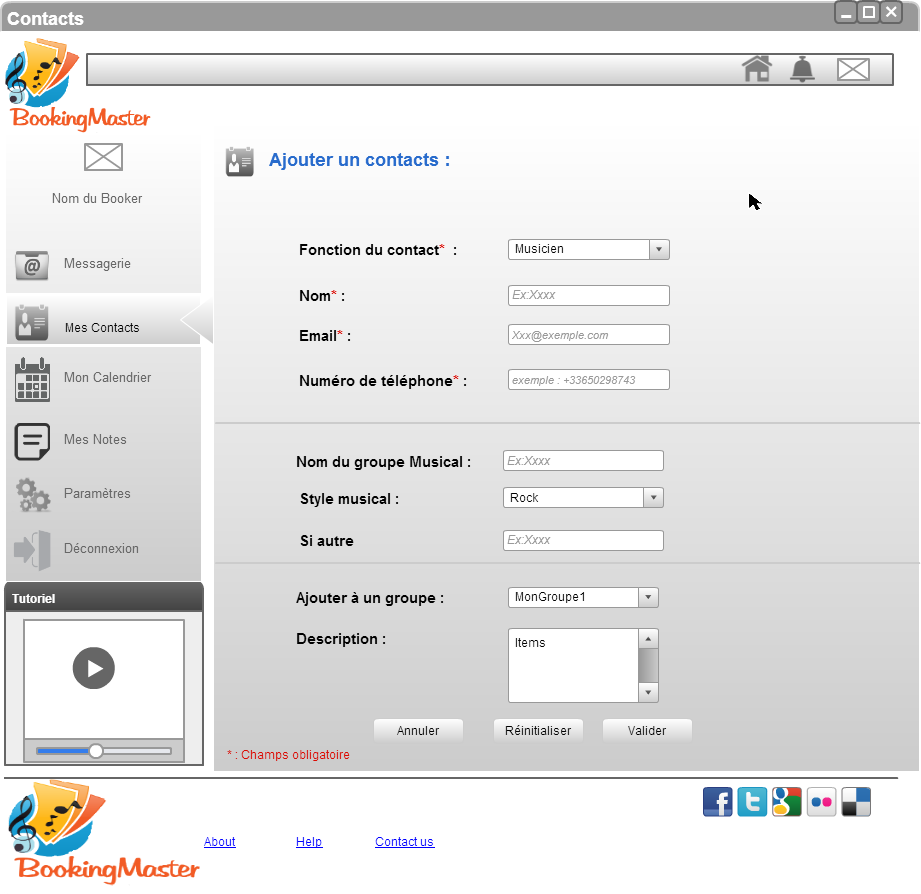 Contacts
BookingMaster
Nom du Booker
Messagerie
Mes Contacts
Mon Calendrier
Mes Notes
Paramètres
Déconnexion
Tutoriel
Ajouter un contacts :
Fonction du contact* : Musicien
Nom* : Ex:Xxxx
Email* : Xxx@exemple.com
Numéro de téléphone* : exemple : +33650298743
Nom du groupe Musical : Ex:Xxxx
Style musical : Rock
Si autre Ex:Xxxx
Ajouter à un groupe : MonGroupe1
Description : Items
Annuler Réinitialiser Valider
* : Champs obligatoire
BookingMaster
About Help Contact us